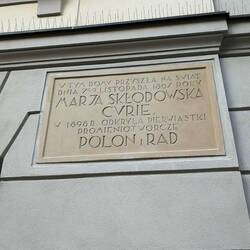 W TYM DOMU PRZYSZŁA NA ŚWIAT
DNIA 7GO LISTOPADA 1867 ROKU
MARJA SKŁODOWSKA
CURIE.
W 1898 R. ODKRYŁA PIERWIASTKI
PROMIENIOTWÓRCZE
POLON I RAD